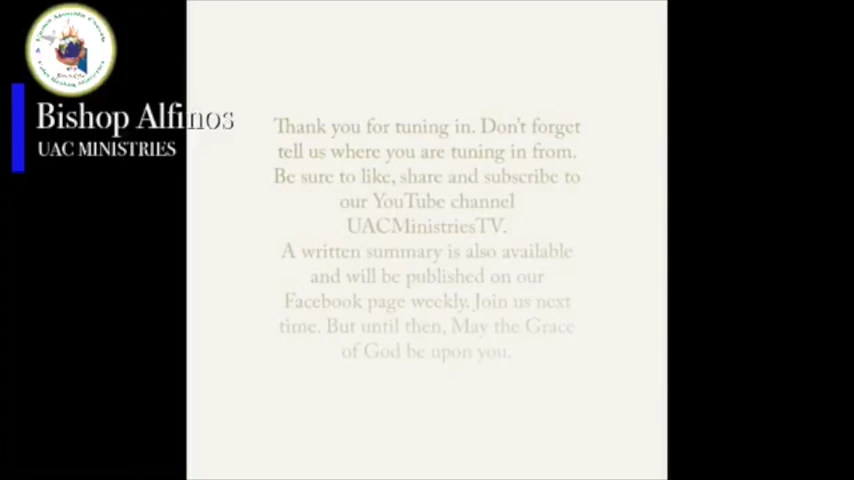 Bishop Alfinos
UAC MINISTRIES
Thank you for tuning in. Don't forget
tell us where you are tuning in from.
Be sure to like, share and subscribe to
our YouTube channel
UACMinistriesTV.
A written summary is also available
and will be published on our
Facebook page weekly. Join us next
time. But until then, May the Grace
of God be upon you.